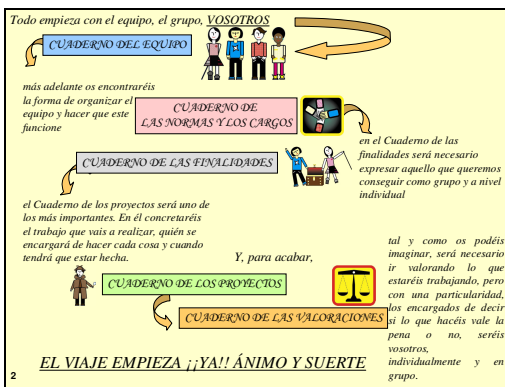 Todo empieza con el equipo, el grupo, VOSOTROS
CUADERNO DEL EQUIPO
más adelante os encontraréis
la forma de organizar el
equipo y hacer que este
funcione
CUADERNO DE
LAS NORMAS Y LOS CARGOS
en el Cuaderno de las
finalidades será necesario
expresar aquello que queremos
conseguir como grupo y a nivel
individual
CUADERNO DE LAS FINALIDADES
el Cuaderno de los proyectos será uno de
los más importantes. En él concretaréis
el trabajo que vais a realizar, quién se
encargará de hacer cada cosa y cuando
tendrá que estar hecha.
Y, para acabar,
CUADERNO DE LOS PROYECTOS
tal y como os podéis
imaginar, será necesario
ir valorando lo que
estaréis trabajando, pero
con una particularidad,
los encargados de decir
si lo que hacéis vale la
pena o no, seréis
vosotros,
individualmente y en
grupo.
CUADERNO DE LAS VALORACIONES
EL VIAJE EMPIEZA ¡¡YA!! ÁNIMO Y SUERTE
2